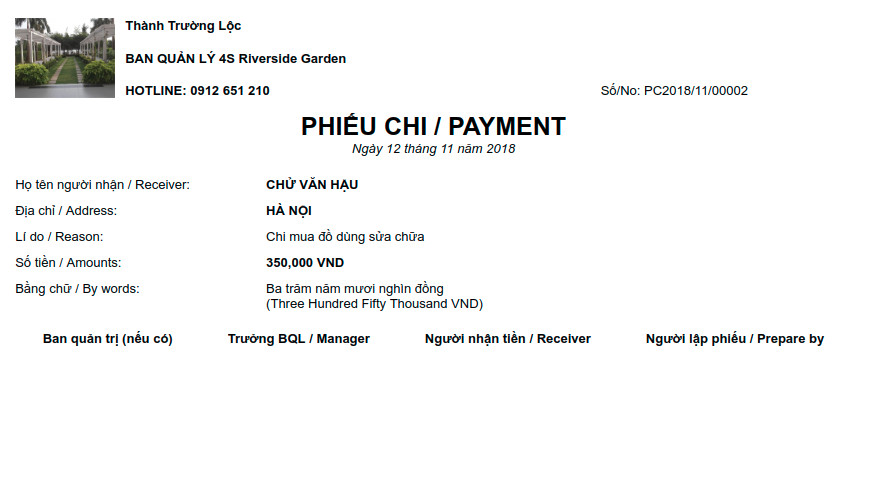 Thành Trường Lộc
BAN QUẢN LÝ 4S Riverside Garden
HOTLINE: 0912 651 210
Số/No: PC2018/11/00002
PHIẾU CHI / PAYMENT
Ngày 12 tháng 11 năm 2018
Họ tên người nhận / Receiver: CHỬ VĂN HẬU
Địa chỉ / Address: HÀ NỘI
Lí do / Reason: Chi mua đồ dùng sửa chữa
Số tiền / Amounts: 350,000 VND
Bằng chữ / By words: Ba trăm năm mươi nghìn đồng
(Three Hundred Fifty Thousand VND)
Ban quản trị (nếu có) Trưởng BQL / Manager Người nhận tiền / Receiver Người lập phiếu / Prepare by